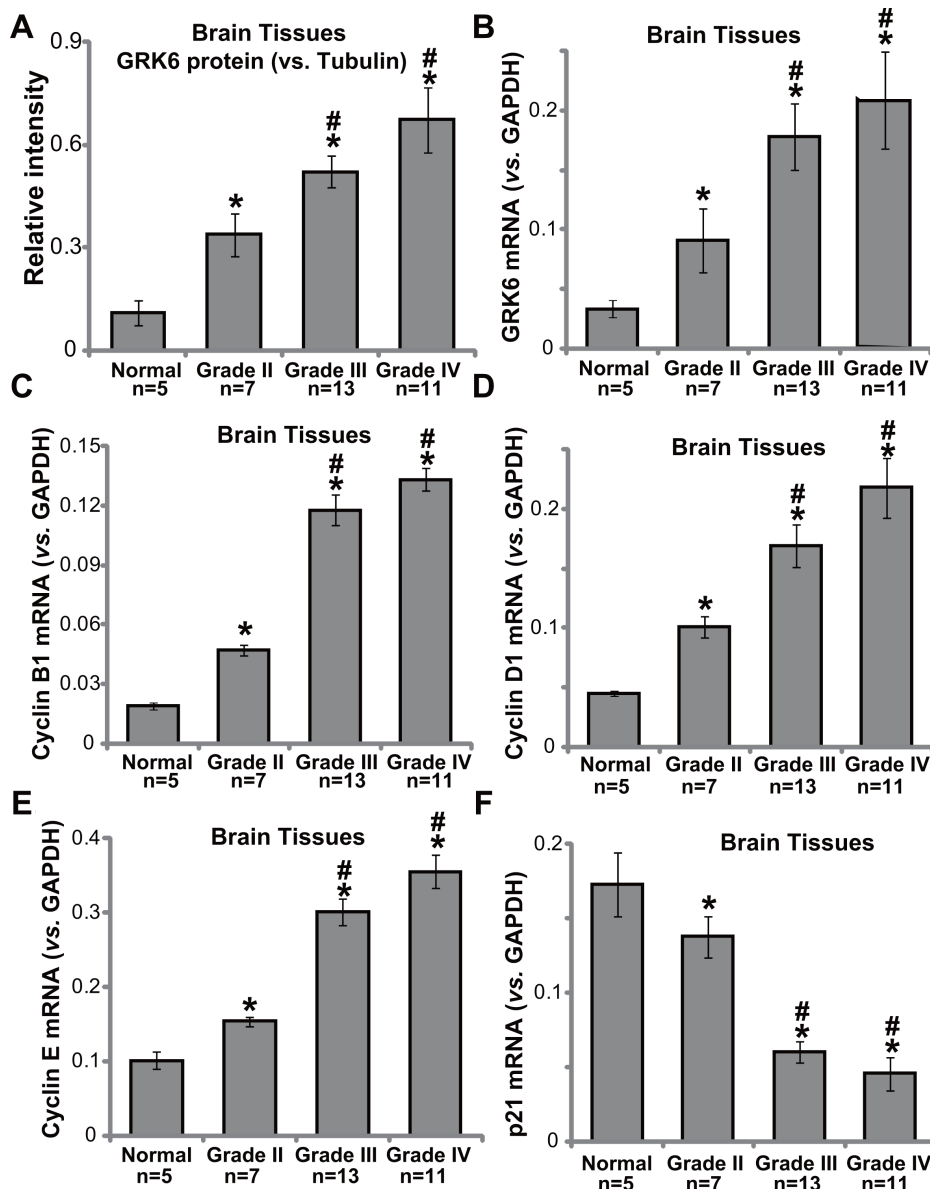 A
Brain Tissues
GRK6 protein (vs. Tubulin)
Relative intensity
0.9
0.6
0.3
0
#
*
#
*
*
Normal Grade II Grade III Grade IV
n=5 n=7 n=13 n=11
B
Brain Tissues
GRK6 mRNA (vs. GAPDH)
0.2
0.1
0
#
*
#
*
*
Normal Grade II Grade III Grade IV
n=5 n=7 n=13 n=11
C
Brain Tissues
Cyclin B1 mRNA (vs. GAPDH)
0.15
0.12
0.09
0.06
0.03
0
# #
* *
*
Normal Grade II Grade III Grade IV
n=5 n=7 n=13 n=11
D
Brain Tissues
Cyclin D1 mRNA (vs. GAPDH)
0.2
0.1
0
#
*
#
*
*
Normal Grade II Grade III Grade IV
n=5 n=7 n=13 n=11
E
Brain Tissues
Cyclin E mRNA (vs. GAPDH)
0.4
0.3
0.2
0.1
0
#
*
#
*
*
Normal Grade II Grade III Grade IV
n=5 n=7 n=13 n=11
F
Brain Tissues
p21 mRNA (vs. GAPDH)
0.2
0.1
0
*
#
*
#
*
Normal Grade II Grade III Grade IV
n=5 n=7 n=13 n=11